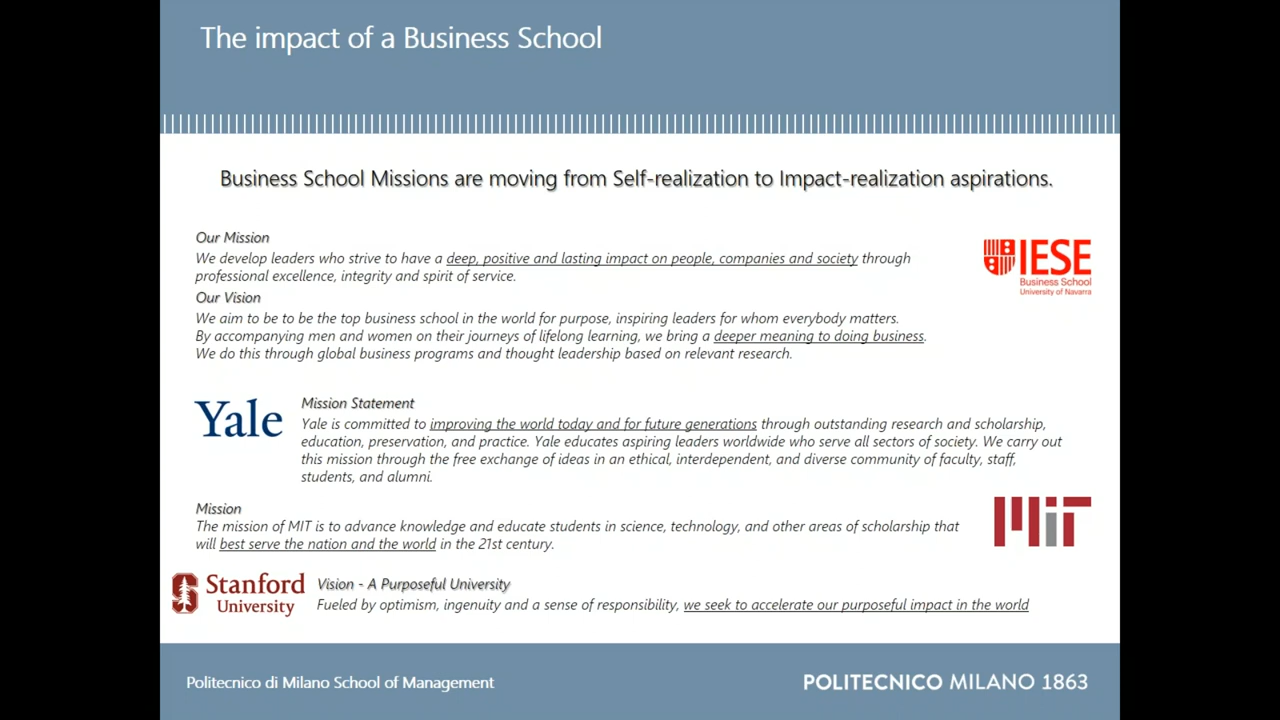 The impact of a Business School
Business School Missions are moving from Self-realization to Impact-realization aspirations.
Our Mission
We develop leaders who strive to have a deep, positive and lasting impact on people, companies and society through
professional excellence, integrity and spirit of service.
Our Vision
We aim to be to be the top business school in the world for purpose, inspiring leaders for whom everybody matters.
By accompanying men and women on their journeys of lifelong learning, we bring a deeper meaning to doing business.
We do this through global business programs and thought leadership based on relevant research.
IESE
Business School
University of Navarra
Yale
Mission Statement
Yale is committed to improving the world today and for future generations through outstanding research and scholarship,
education, preservation, and practice. Yale educates aspiring leaders worldwide who serve all sectors of society. We carry out
this mission through the free exchange of ideas in an ethical, interdependent, and diverse community of faculty, staff,
students, and alumni.
Mission
The mission of MIT is to advance knowledge and educate students in science, technology, and other areas of scholarship that
will best serve the nation and the world in the 21st century.
MiT
Stanford
University
Vision - A Purposeful University
Fueled by optimism, ingenuity and a sense of responsibility, we seek to accelerate our purposeful impact in the world
Politecnico di Milano School of Management
POLITECNICO MILANO 1863